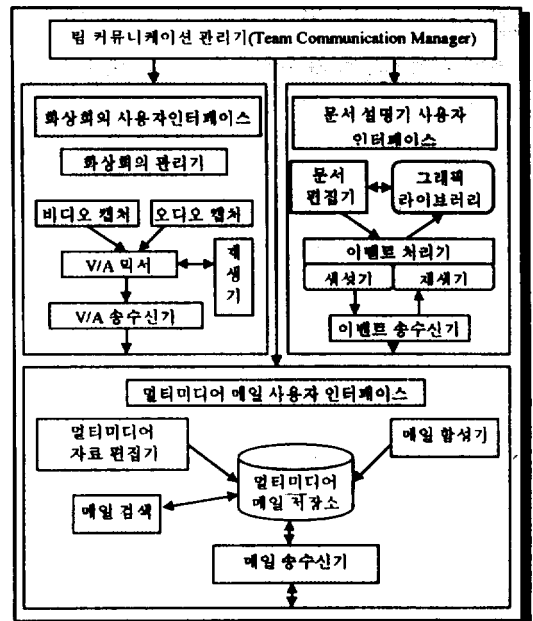 팀 커뮤니케이션 관리기(Team Communication Manager)
화상회의 사용자인터페이스
화상회의 관리기
비디오 캡처
오디오 캡처
V/A 믹서
재
생
기
V/A 송수신기
문서 설명기 사용자
인터페이스
문서
편집기
그래픽
라이브러리
이벤트 처리기
생성기
재생기
이벤트 송수신기
멀티미디어 메일 사용자 인터페이스
멀티미디어
자료 편집기
메일 합성기
멀티미디어
메일 저장소
메일 검색
메일 송수신기